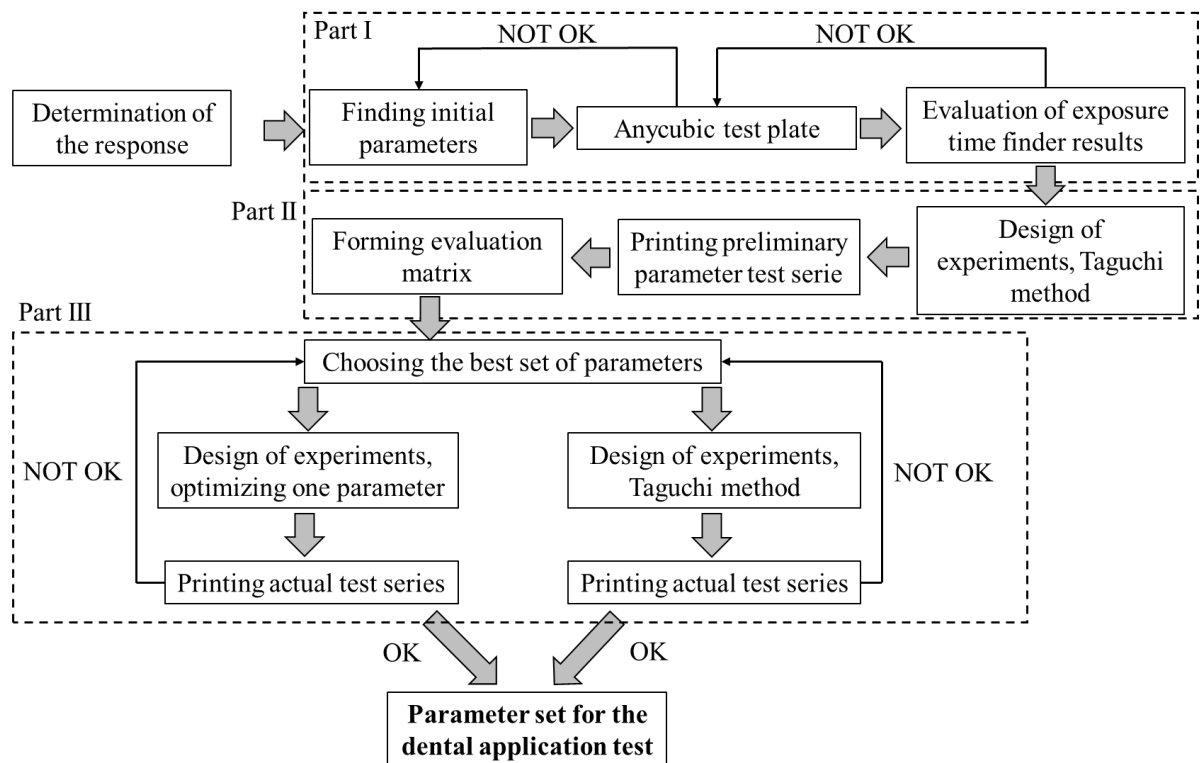 Part I
NOT OK
NOT OK
Determination of
the response
Finding initial
parameters
Anycubic test plate
Evaluation of exposure
time finder results
Part II
Forming evaluation
matrix
Printing preliminary
parameter test serie
Design of
experiments, Taguchi
method
Part III
Choosing the best set of parameters
NOT OK
Design of experiments,
optimizing one parameter
Design of experiments,
Taguchi method
NOT OK
Printing actual test series
Printing actual test series
OK
OK
Parameter set for the
dental application test